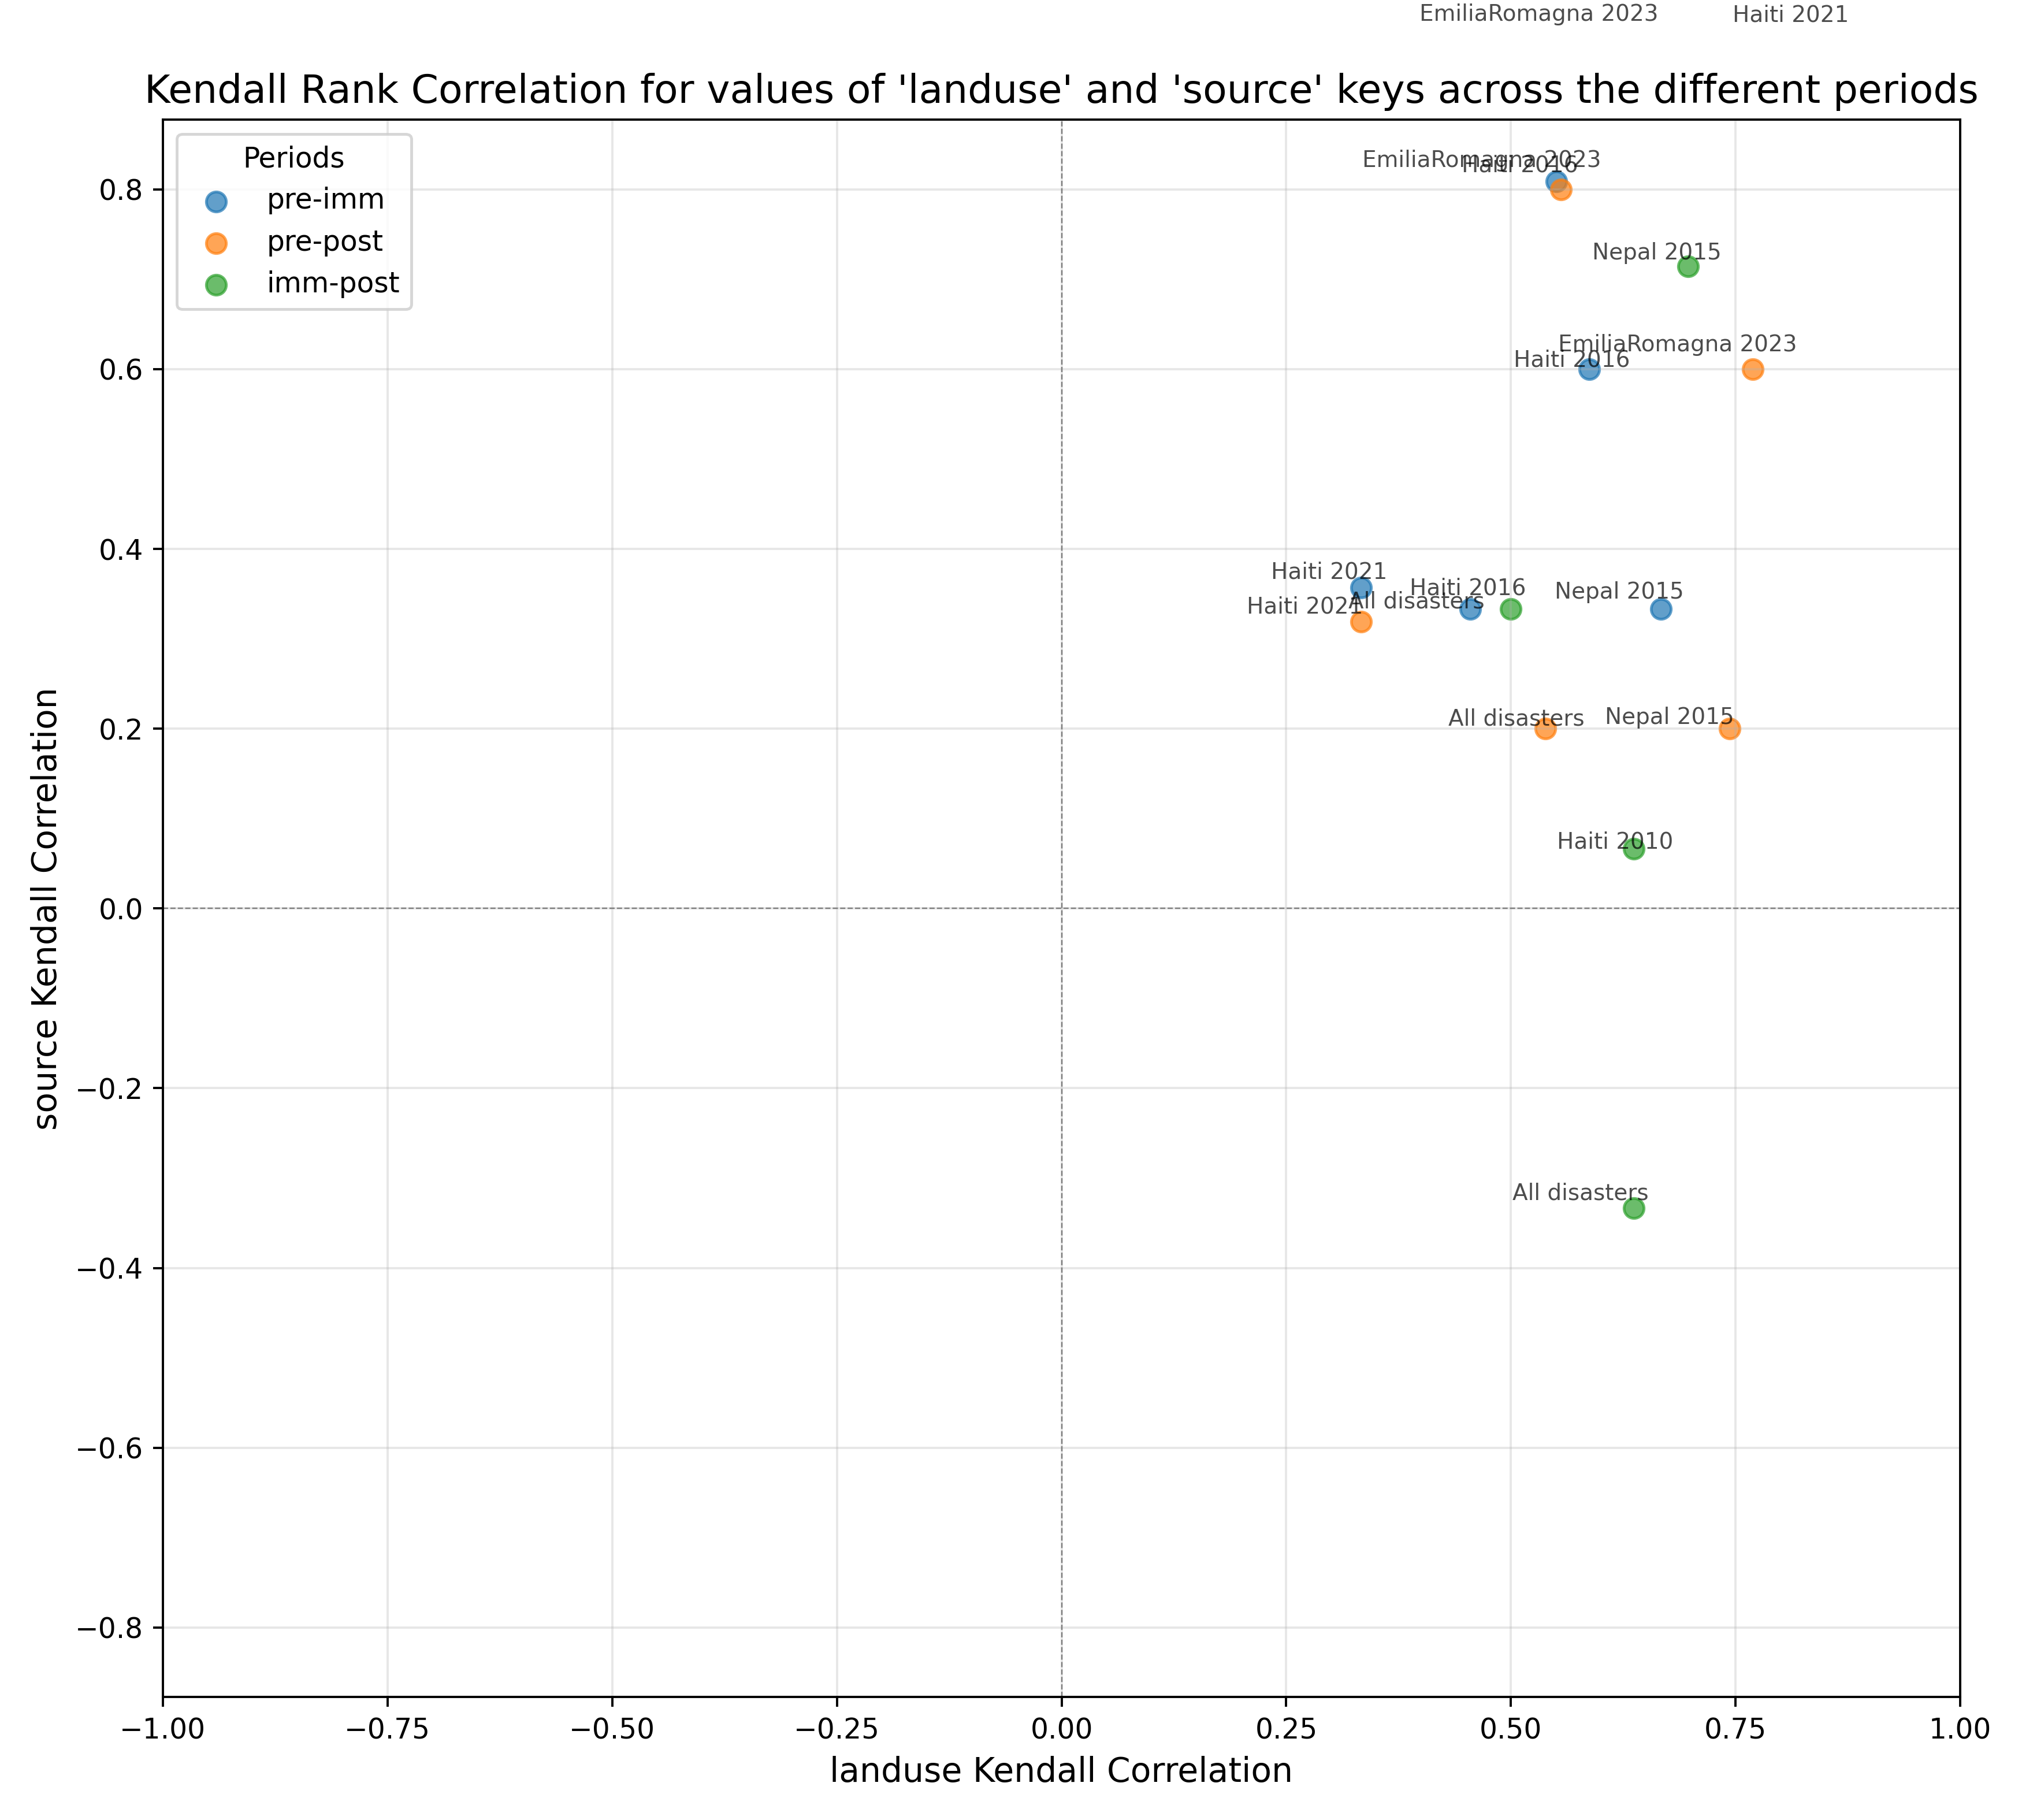 EmiliaRomagna 2023
Haiti 2021
Kendall Rank Correlation for values of 'landuse' and 'source' keys across the different periods
Periods
pre-imm
pre-post
imm-post
EmiliaRomagna 2023
Haiti 2016
Nepal 2015
EmiliaRomagna 2023
Haiti 2016
Haiti 2021
Haiti 2016
Nepal 2015
Haiti 2021
All disasters
All disasters
Nepal 2015
Haiti 2010
All disasters
0.8
0.6
0.4
0.2
0.0
−0.2
−0.4
−0.6
−0.8
source Kendall Correlation
−1.00
−0.75
−0.50
−0.25
0.00
0.25
0.50
0.75
1.00
landuse Kendall Correlation